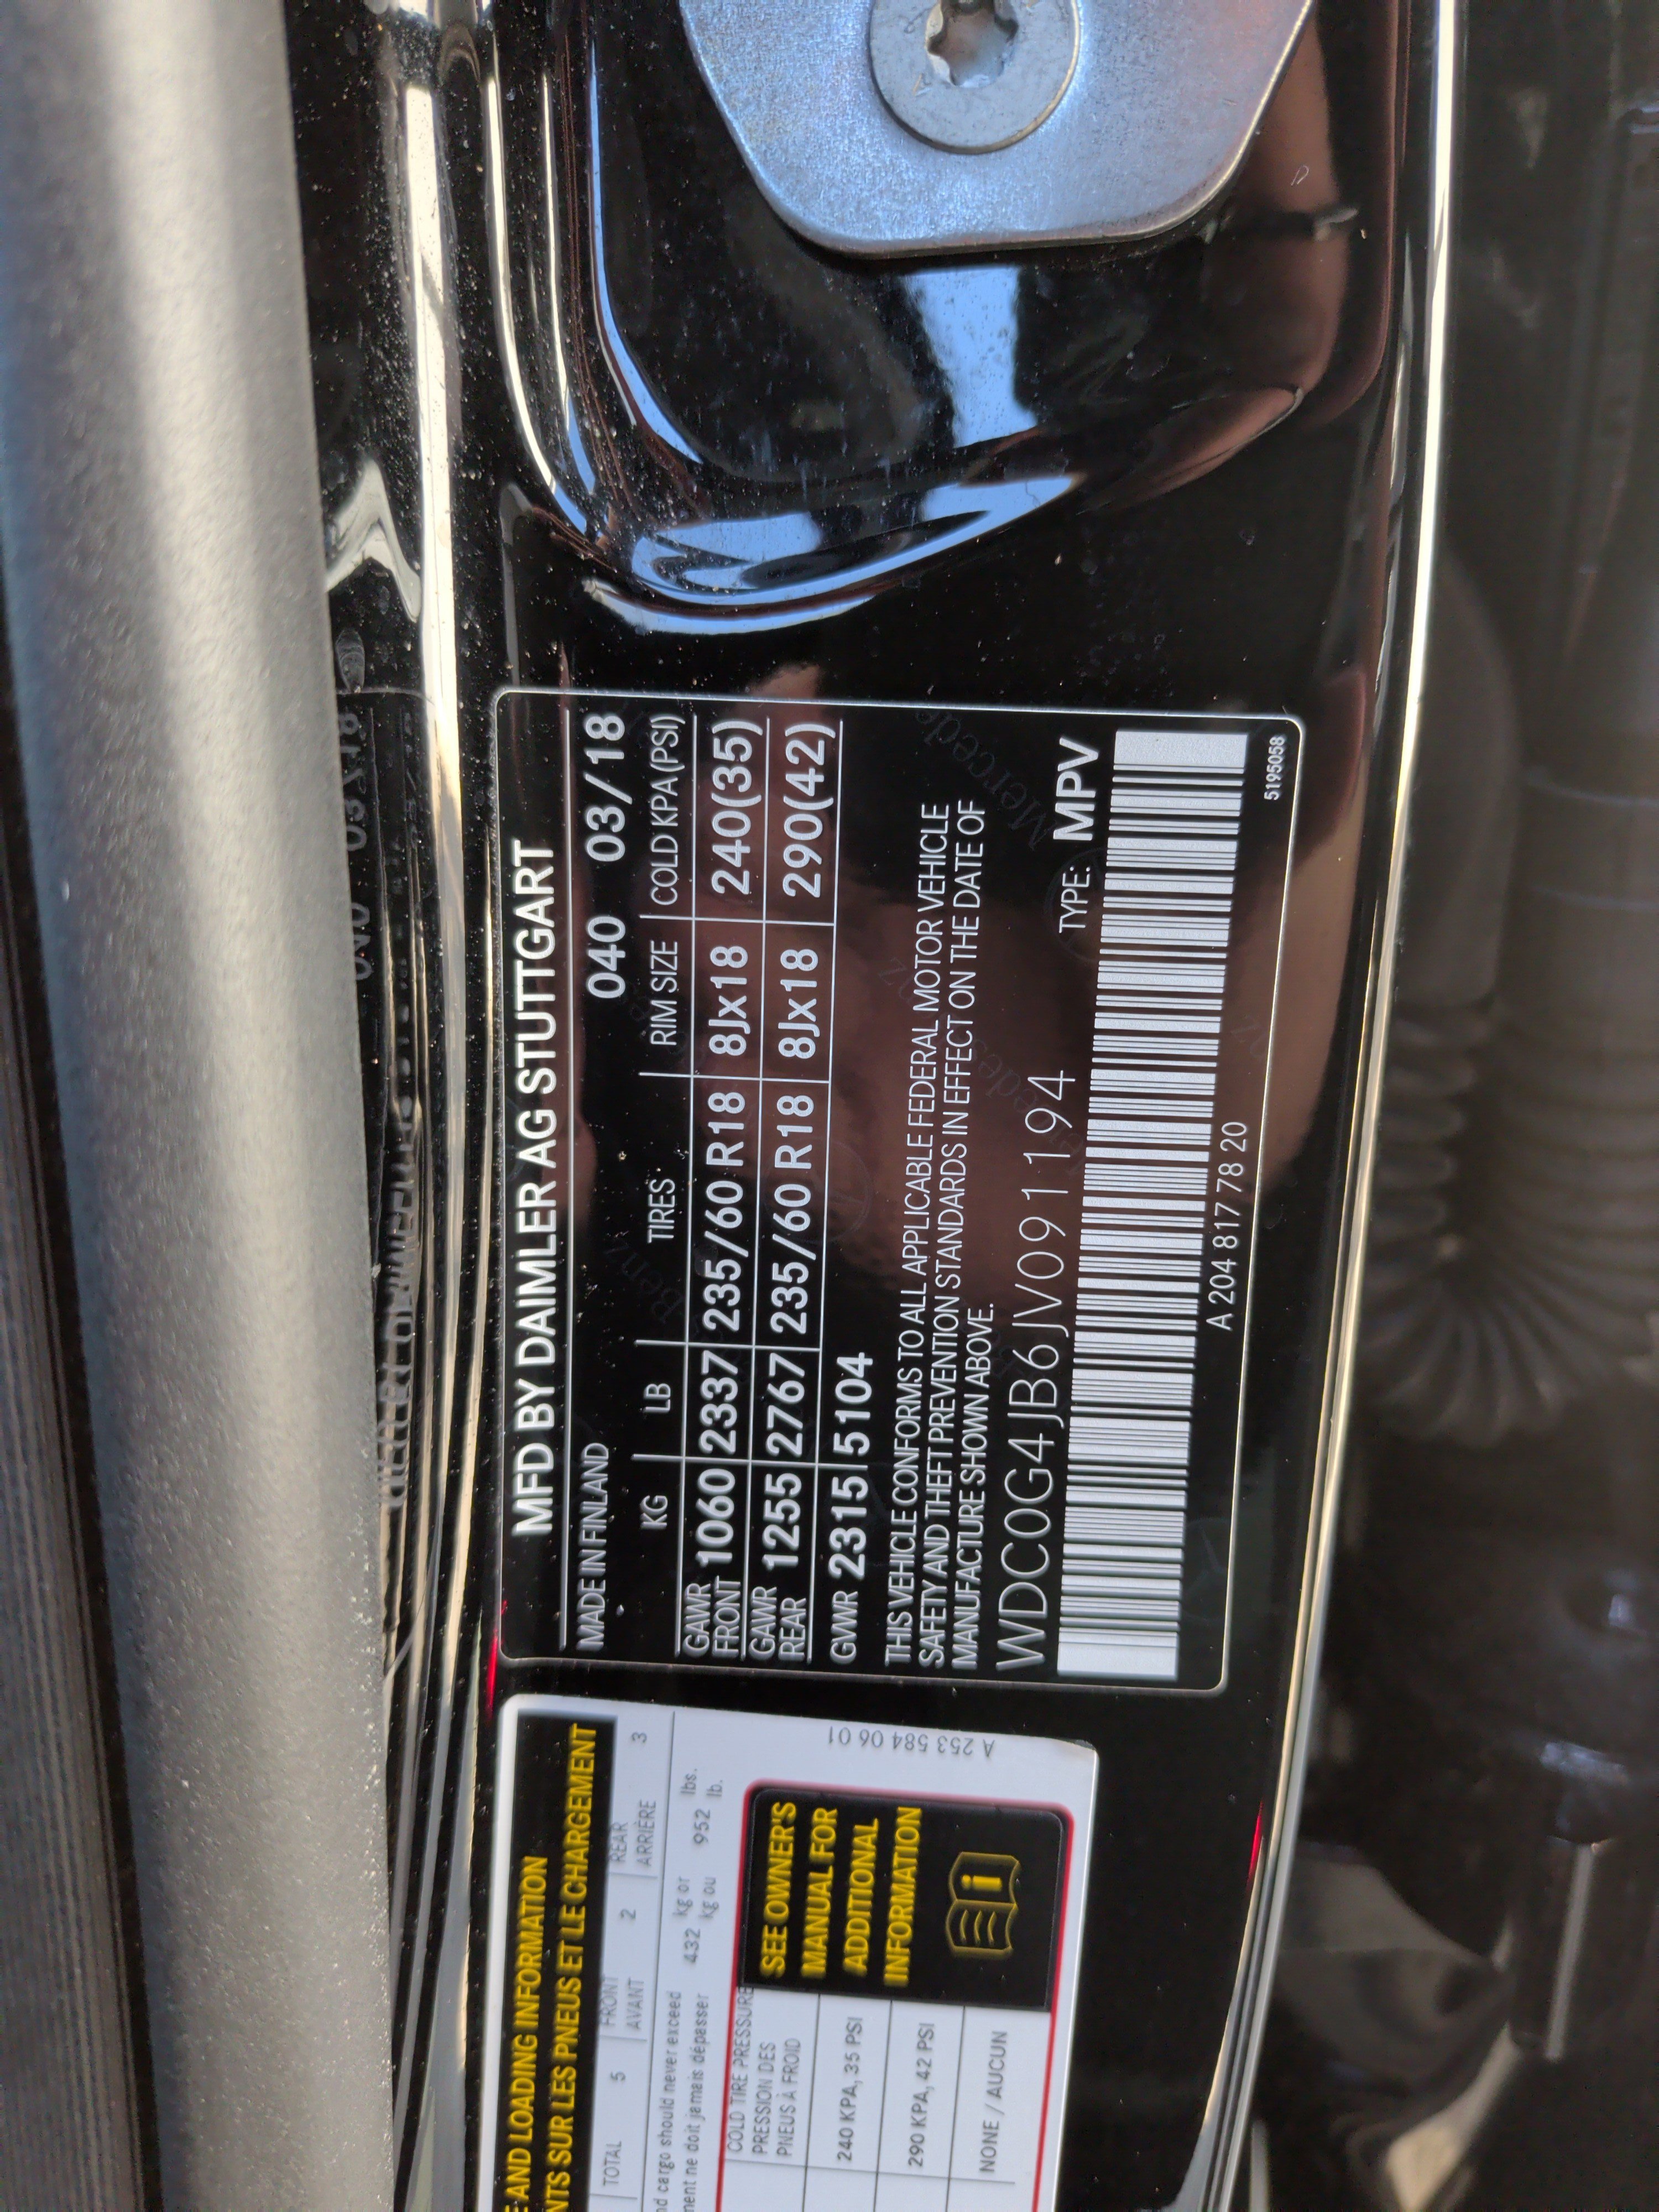 MFD BY DAIMLER AG STUTTGART
MADE IN FINLAND 040 03/18
KG LB TIRES RIM SIZE COLD KPA(PSI)
GAWR FRONT 1060 2337 235/60 R18 8Jx18 240(35)
GAWR REAR 1255 2767 235/60 R18 8Jx18 290(42)
GVWR 2315 5104
THIS VEHICLE CONFORMS TO ALL APPLICABLE FEDERAL MOTOR VEHICLE
SAFETY AND THEFT PREVENTION STANDARDS IN EFFECT ON THE DATE OF
MANUFACTURE SHOWN ABOVE.
WDC0G4JB6JV091194 TYPE: MPV
A 204 817 78 20
5195058
AND LOADING INFORMATION
SUR LES PNEUS ET LE CHARGEMENT
TOTAL 5 FRONT AVANT 2 REAR ARRIÈRE 3
cargo should never exceed 432 kg or 952 lbs.
ne doit jamais dépasser kg ou lb.
COLD TIRE PRESSURE
PRESSION DES
PNEUS À FROID
240 KPA, 35 PSI
290 KPA, 42 PSI
NONE / AUCUN
SEE OWNER'S
MANUAL FOR
ADDITIONAL
INFORMATION
A 253 584 06 01